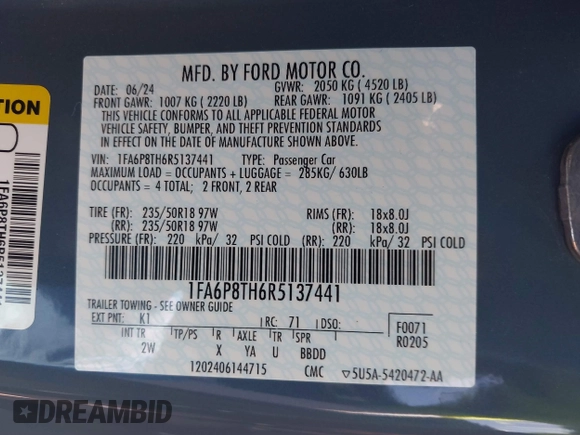 MFD. BY FORD MOTOR CO.
DATE: 06/24 GVWR: 2050 KG ( 4520 LB)
FRONT GAWR: 1007 KG ( 2220 LB) REAR GAWR: 1091 KG ( 2405 LB)
THIS VEHICLE CONFORMS TO ALL APPLICABLE FEDERAL MOTOR
VEHICLE SAFETY, BUMPER, AND THEFT PREVENTION STANDARDS
IN EFFECT ON THE DATE OF MANUFACTURE SHOWN ABOVE.
VIN: 1FA6P8TH6R5137441 TYPE: Passenger Car
MAXIMUM LOAD = OCCUPANTS + LUGGAGE = 285KG/ 630LB
OCCUPANTS = 4 TOTAL; 2 FRONT, 2 REAR
TIRE (FR): 235/50R18 97W RIMS (FR): 18x8.0J
(RR): 235/50R18 97W (RR): 18x8.0J
PRESSURE (FR): 220 kPa/ 32 PSI COLD (RR): 220 kPa/ 32 PSI COLD
1FA6P8TH6R5137441
TRAILER TOWING - SEE OWNER GUIDE
EXT PNT: K1 RC: 71 DSO:
F0071
R0205
INT TR TP/PS R AXLE TR SPR
2W X YA U BBDD
1202406144715 CMC 5U5A-5420472-AA
1FA6P8TH6R5137441
DREAMBID